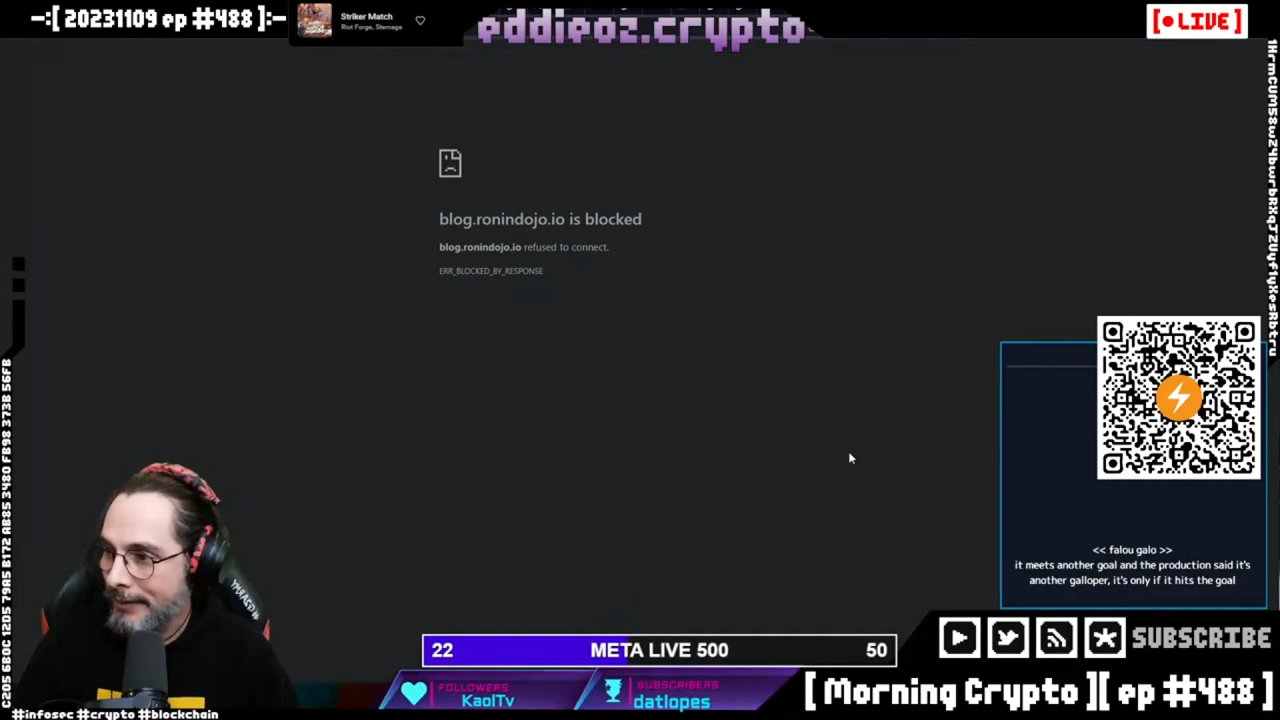 -:[ 20231109 ep #488 ]:-
Striker Match
Riot Forge, Stemage
eddieoz.crypto
[● LIVE ]
blog.ronindojo.io is blocked
blog.ronindojo.io refused to connect.
ERR_BLOCKED_BY_RESPONSE
<< falou galo >>
it meets another goal and the production said it's
another galloper, it's only if it hits the goal
22
META LIVE 500
50
FOLLOWERS
KaolTv
SUBSCRIBERS
datlopes
SUBSCRIBE
[ Morning Crypto ][ ep #488 ]
#infosec #crypto #blockchain